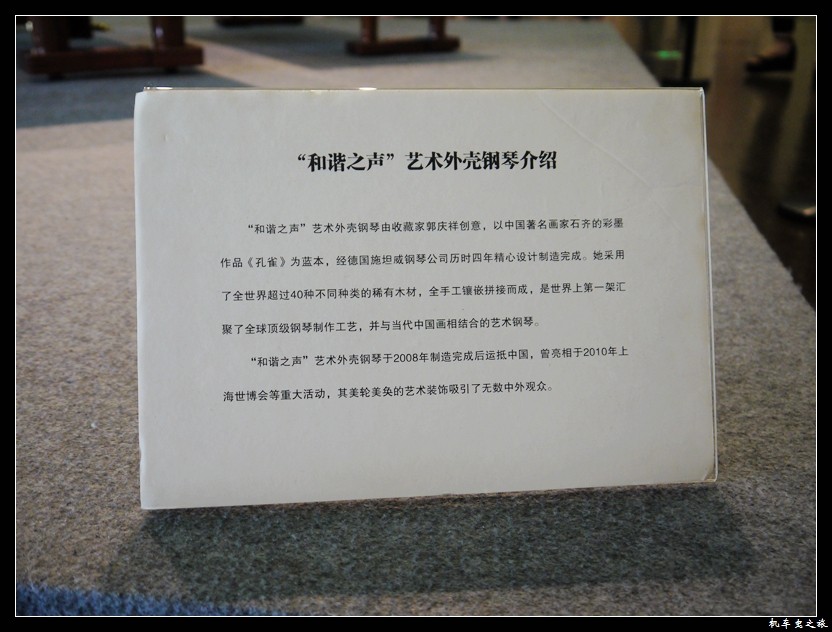 “和谐之声”艺术外壳钢琴介绍
“和谐之声”艺术外壳钢琴由收藏家郭庆祥创意，以中国著名画家石齐的彩墨
作品《孔雀》为蓝本，经德国施坦威钢琴公司历时四年精心设计制造完成。她采用
了全世界超过40种不同种类的稀有木材，全手工镶嵌拼接而成，是世界上第一架汇
聚了全球顶级钢琴制作工艺，并与当代中国画相结合的艺术钢琴。
“和谐之声”艺术外壳钢琴于2008年制造完成后运抵中国，曾亮相于2010年上
海世博会等重大活动，其美轮美奂的艺术装饰吸引了无数中外观众。
机车虫之旅